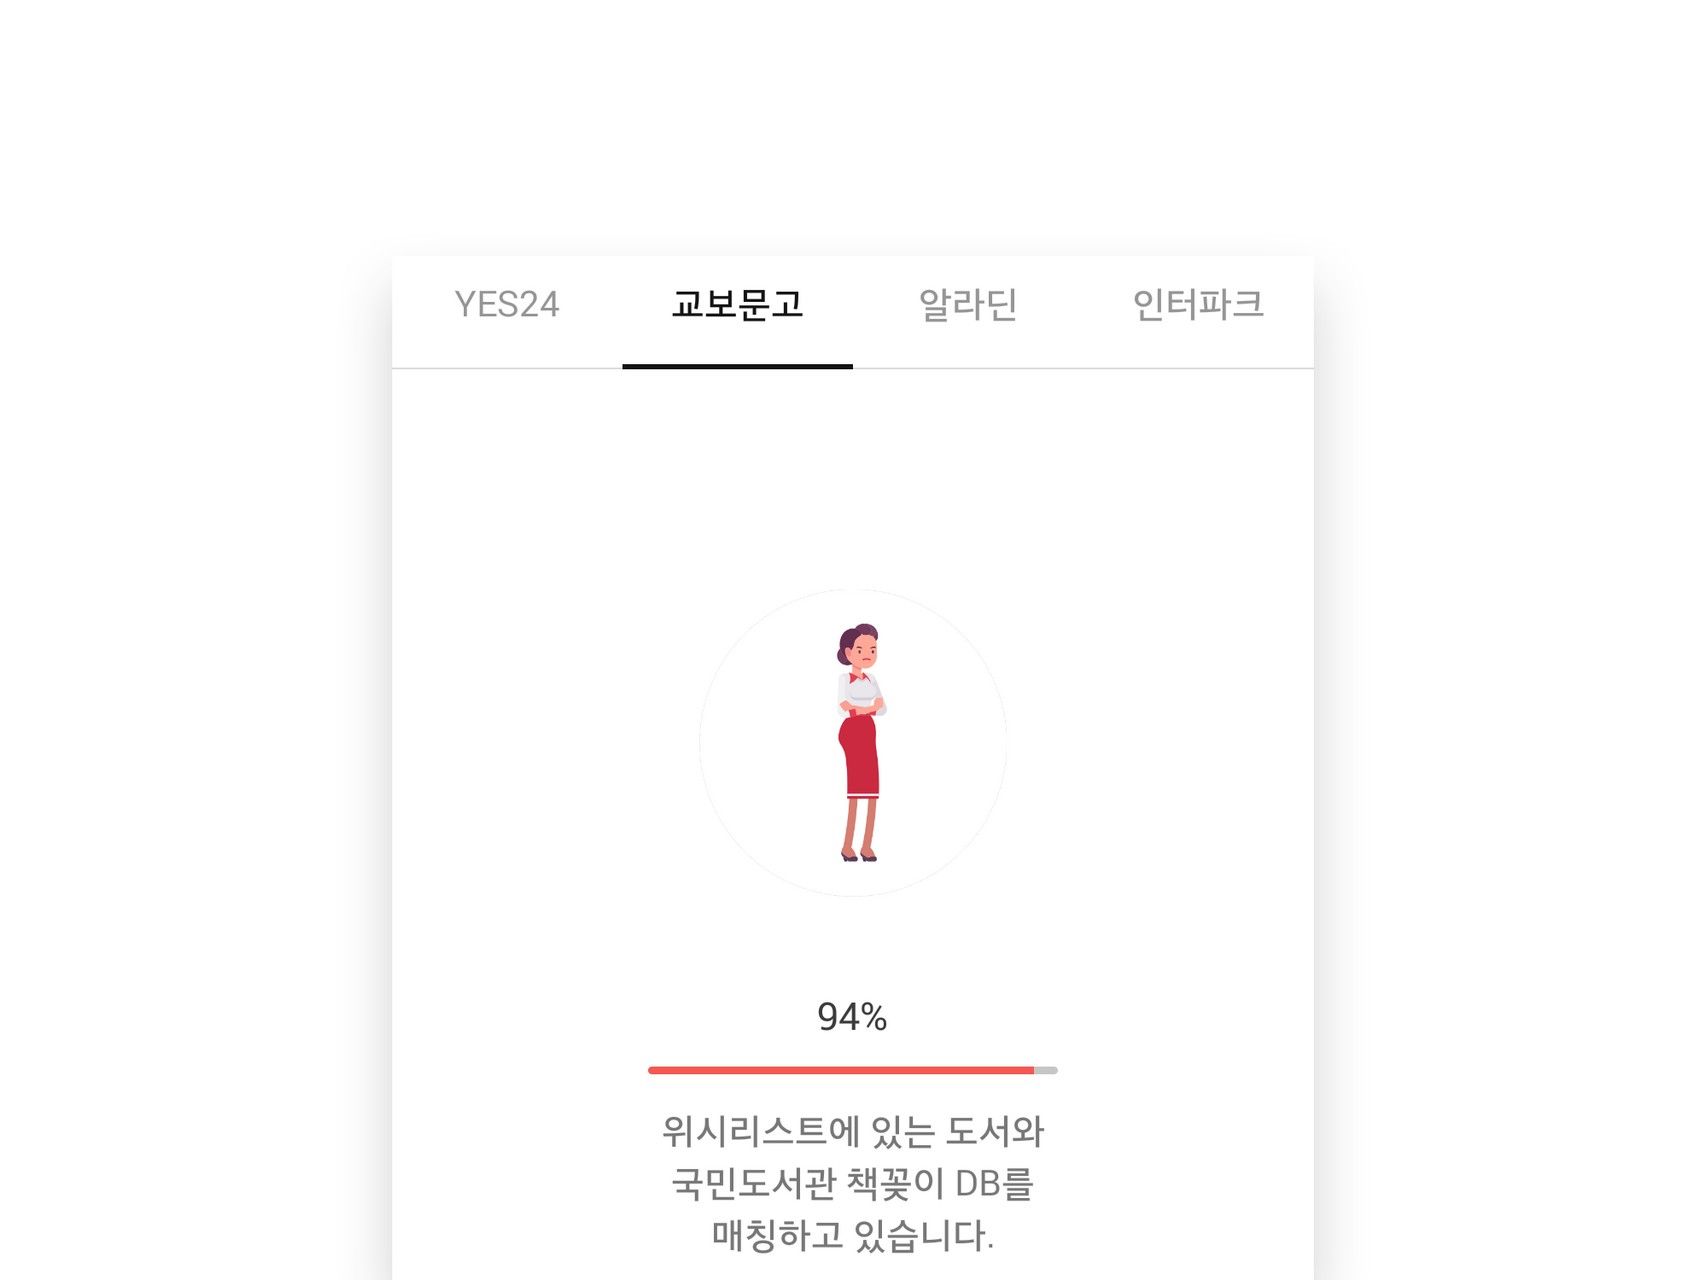 YES24 교보문고 알라딘 인터파크
94%
위시리스트에 있는 도서와
국민도서관 책꽂이 DB를
매칭하고 있습니다.